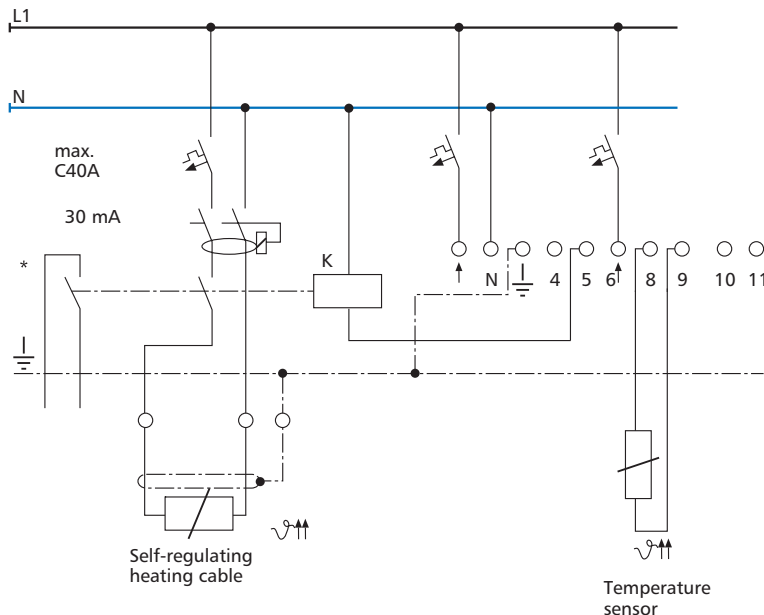 L1
N
max.
C40A
30 mA
*
K
N 4 5 6 8 9 10 11
Self-regulating
heating cable
Temperature
sensor